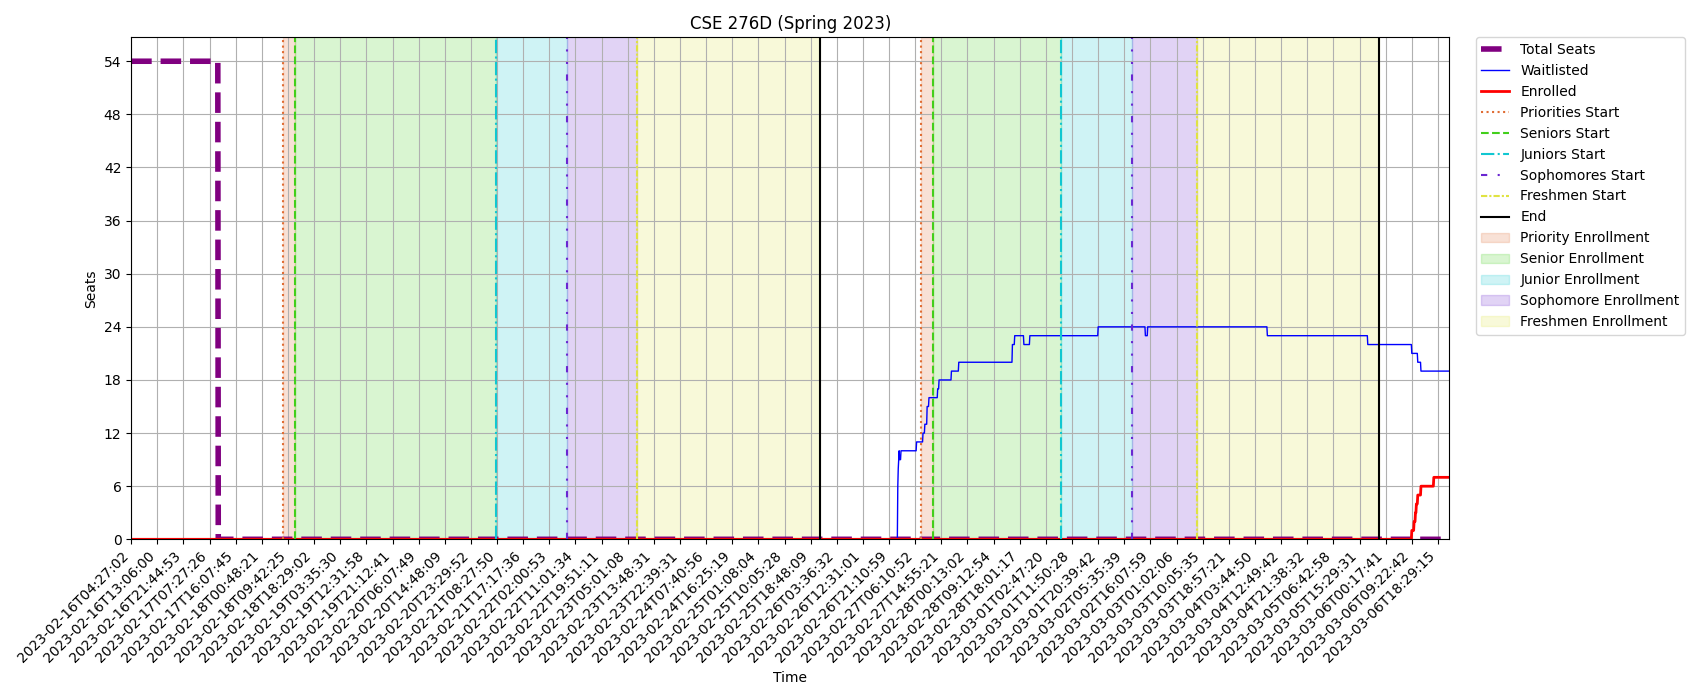 CSE 276D (Spring 2023)
Seats
54
48
42
36
30
24
18
12
6
0
2023-02-16T04:27:02
2023-02-16T13:06:00
2023-02-16T21:44:53
2023-02-17T07:27:26
2023-02-17T16:07:45
2023-02-18T00:48:21
2023-02-18T09:42:25
2023-02-18T18:29:02
2023-02-19T03:35:30
2023-02-19T12:31:58
2023-02-19T21:12:41
2023-02-20T06:07:49
2023-02-20T14:48:09
2023-02-20T23:29:52
2023-02-21T08:27:50
2023-02-21T17:17:36
2023-02-22T02:00:53
2023-02-22T11:01:34
2023-02-22T19:51:11
2023-02-23T05:01:08
2023-02-23T13:48:31
2023-02-23T22:39:31
2023-02-24T07:40:56
2023-02-24T16:25:19
2023-02-25T01:08:04
2023-02-25T10:05:28
2023-02-25T18:48:09
2023-02-26T03:36:32
2023-02-26T12:31:01
2023-02-26T21:10:59
2023-02-27T06:10:52
2023-02-27T14:55:21
2023-02-28T00:13:02
2023-02-28T09:12:54
2023-02-28T18:01:17
2023-03-01T02:47:20
2023-03-01T11:50:28
2023-03-01T20:39:42
2023-03-02T05:35:39
2023-03-02T16:07:59
2023-03-03T01:02:06
2023-03-03T10:05:35
2023-03-03T18:57:21
2023-03-04T03:44:50
2023-03-04T12:49:42
2023-03-04T21:38:32
2023-03-05T06:42:58
2023-03-05T15:29:31
2023-03-06T00:17:41
2023-03-06T09:22:42
2023-03-06T18:29:15
Time
Total Seats
Waitlisted
Enrolled
Priorities Start
Seniors Start
Juniors Start
Sophomores Start
Freshmen Start
End
Priority Enrollment
Senior Enrollment
Junior Enrollment
Sophomore Enrollment
Freshmen Enrollment